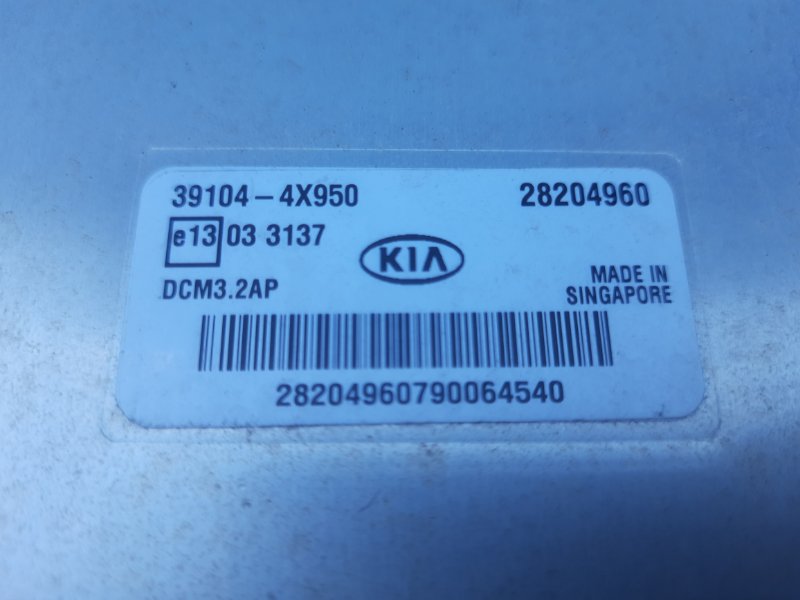 39104-4X950 28204960
e13 03 3137
KIA
DCM3.2AP
MADE IN
SINGAPORE
28204960790064540